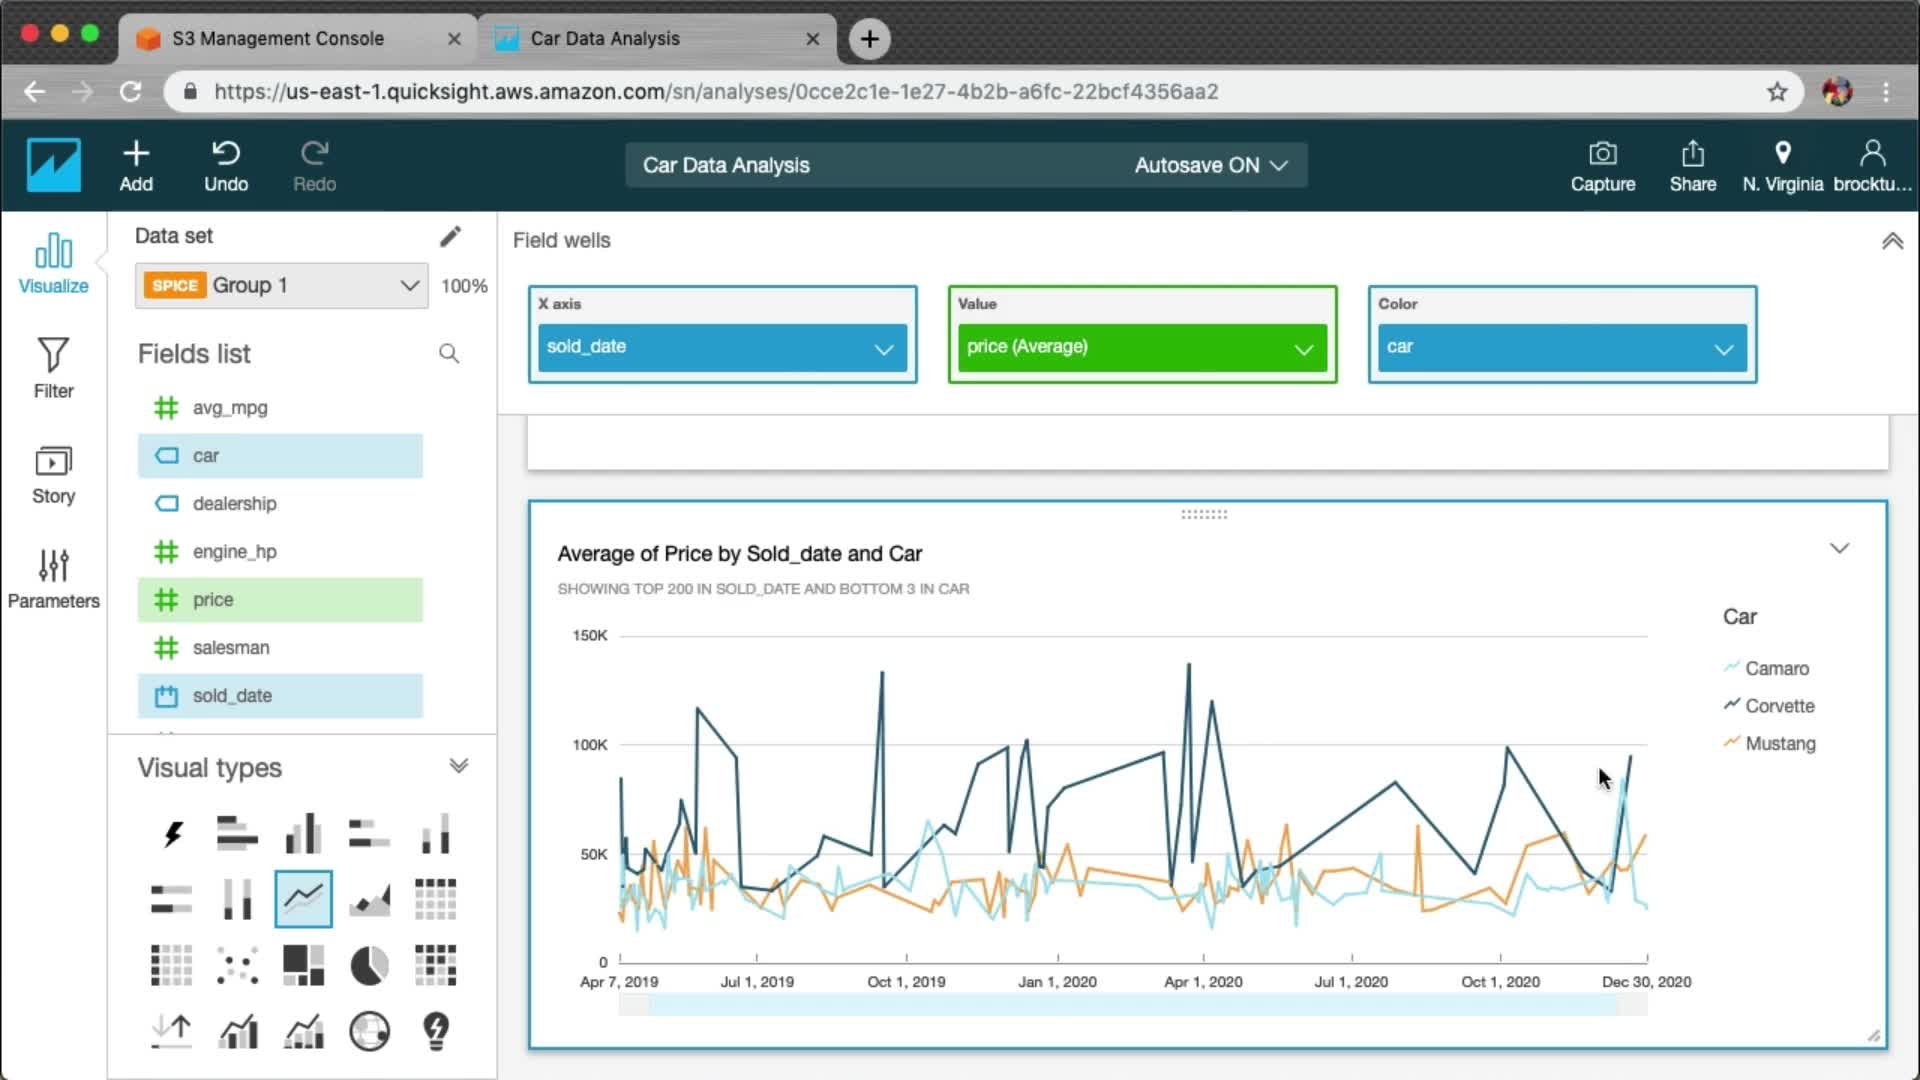 S3 Management Console
Car Data Analysis
https://us-east-1.quicksight.aws.amazon.com/sn/analyses/0cce2c1e-1e27-4b2b-a6fc-22bcf4356aa2
Add
Undo
Redo
Car Data Analysis
Autosave ON
Capture
Share
N. Virginia
brocktu...
Visualize
Filter
Story
Parameters
Data set
SPICE Group 1
100%
Fields list
avg_mpg
car
dealership
engine_hp
price
salesman
sold_date
Visual types
Field wells
X axis
sold_date
Value
price (Average)
Color
car
Average of Price by Sold_date and Car
SHOWING TOP 200 IN SOLD_DATE AND BOTTOM 3 IN CAR
150K
100K
50K
0
Apr 7, 2019
Jul 1, 2019
Oct 1, 2019
Jan 1, 2020
Apr 1, 2020
Jul 1, 2020
Oct 1, 2020
Dec 30, 2020
Car
Camaro
Corvette
Mustang